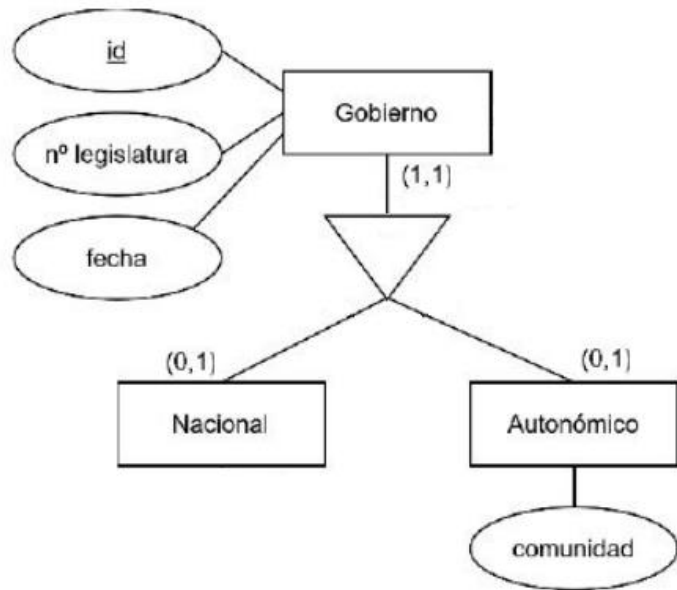 id
Gobierno
nº legislatura
(1,1)
fecha
(0,1)
(0,1)
Nacional
Autonómico
comunidad